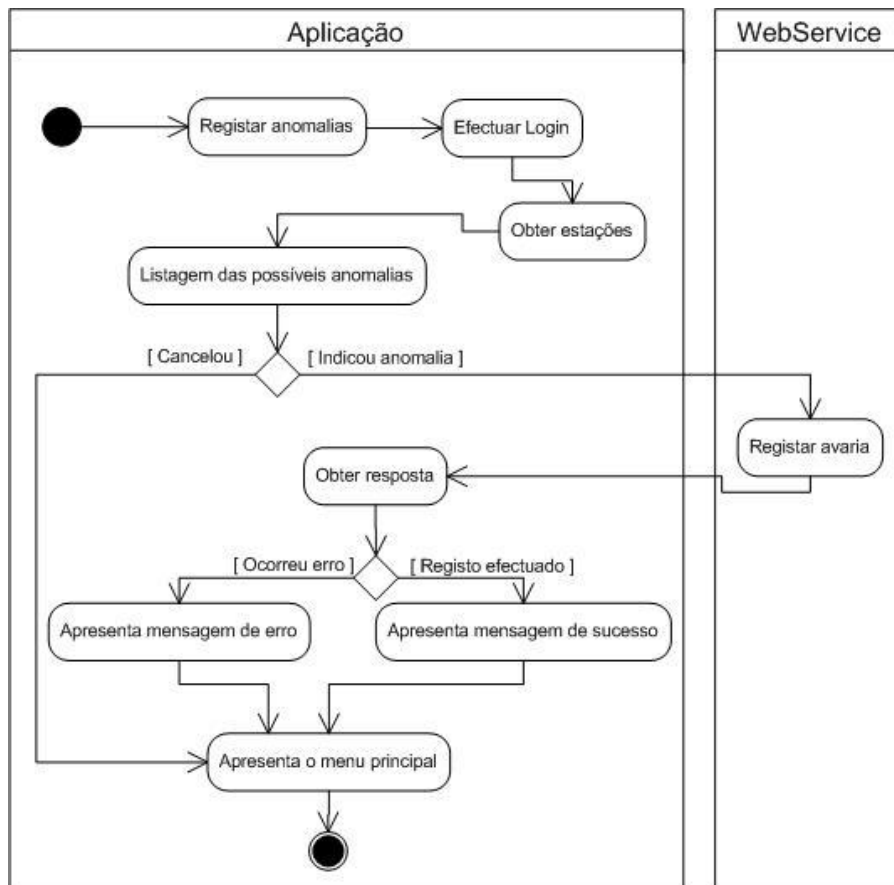 Aplicação
WebService
Registar anomalias
Efectuar Login
Obter estações
Listagem das possíveis anomalias
[ Cancelou ]
[ Indicou anomalia ]
Registar avaria
Obter resposta
[ Ocorreu erro ]
[ Registo efectuado ]
Apresenta mensagem de erro
Apresenta mensagem de sucesso
Apresenta o menu principal